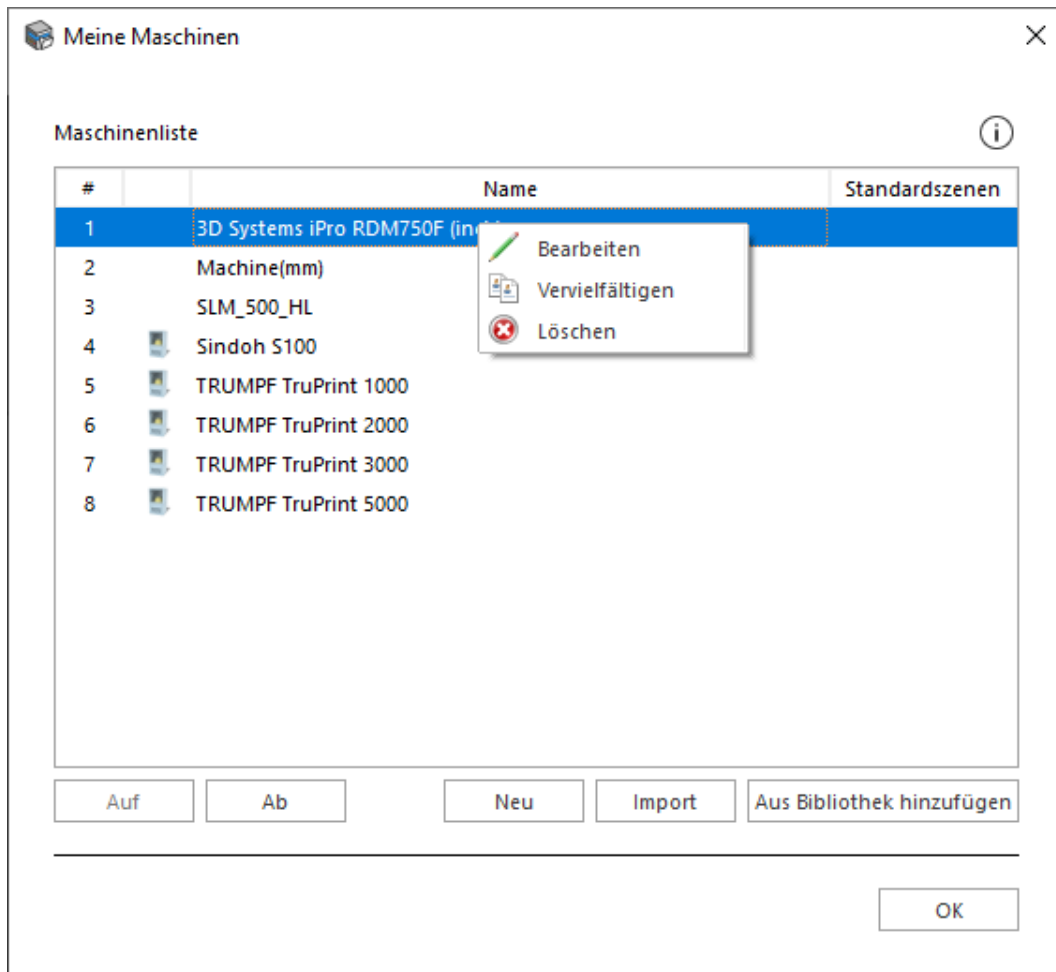 Meine Maschinen
Maschinenliste
# Name Standardszenen
1 3D Systems iPro RDM750F
Bearbeiten
2 Machine(mm)
Vervielfältigen
3 SLM_500_HL
Löschen
4 Sindoh S100
5 TRUMPF TruPrint 1000
6 TRUMPF TruPrint 2000
7 TRUMPF TruPrint 3000
8 TRUMPF TruPrint 5000
Auf Ab Neu Import Aus Bibliothek hinzufügen
OK